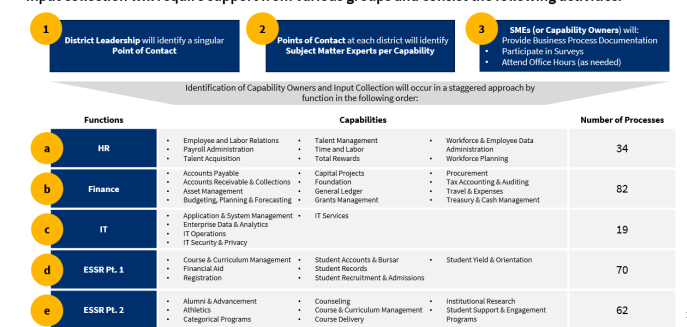 1
District Leadership will identify a singular
Point of Contact
2
Points of Contact at each district will identify
Subject Matter Experts per Capability
3
SMEs (or Capability Owners) will:
Provide Business Process Documentation
• Participate in Surveys
• Attend Office Hours (as needed)
Identification of Capability Owners and Input Collection will occur in a staggered approach by
function in the following order:
Functions
Capabilities
Number of Processes
a
HR
• Employee and Labor Relations
• Payroll Administration
• Talent Acquisition
• Talent Management
• Time and Labor
• Total Rewards
• Workforce & Employee Data
Administration
• Workforce Planning
34
b
Finance
• Accounts Payable
• Accounts Receivable & Collections
• Asset Management
• Budgeting, Planning & Forecasting
• Capital Projects
• Foundation
• General Ledger
• Grants Management
• Procurement
• Tax Accounting & Auditing
• Travel & Expenses
• Treasury & Cash Management
82
c
IT
• Application & System Management
• Enterprise Data & Analytics
• IT Operations
• IT Security & Privacy
• IT Services
19
d
ESSR Pt. 1
• Course & Curriculum Management
• Financial Aid
• Registration
• Student Accounts & Bursar
• Student Records
• Student Recruitment & Admissions
• Student Yield & Orientation
70
e
ESSR Pt. 2
• Alumni & Advancement
• Athletics
• Categorical Programs
• Counseling
• Course & Curriculum Management
• Course Delivery
• Institutional Research
• Student Support & Engagement
Programs
62